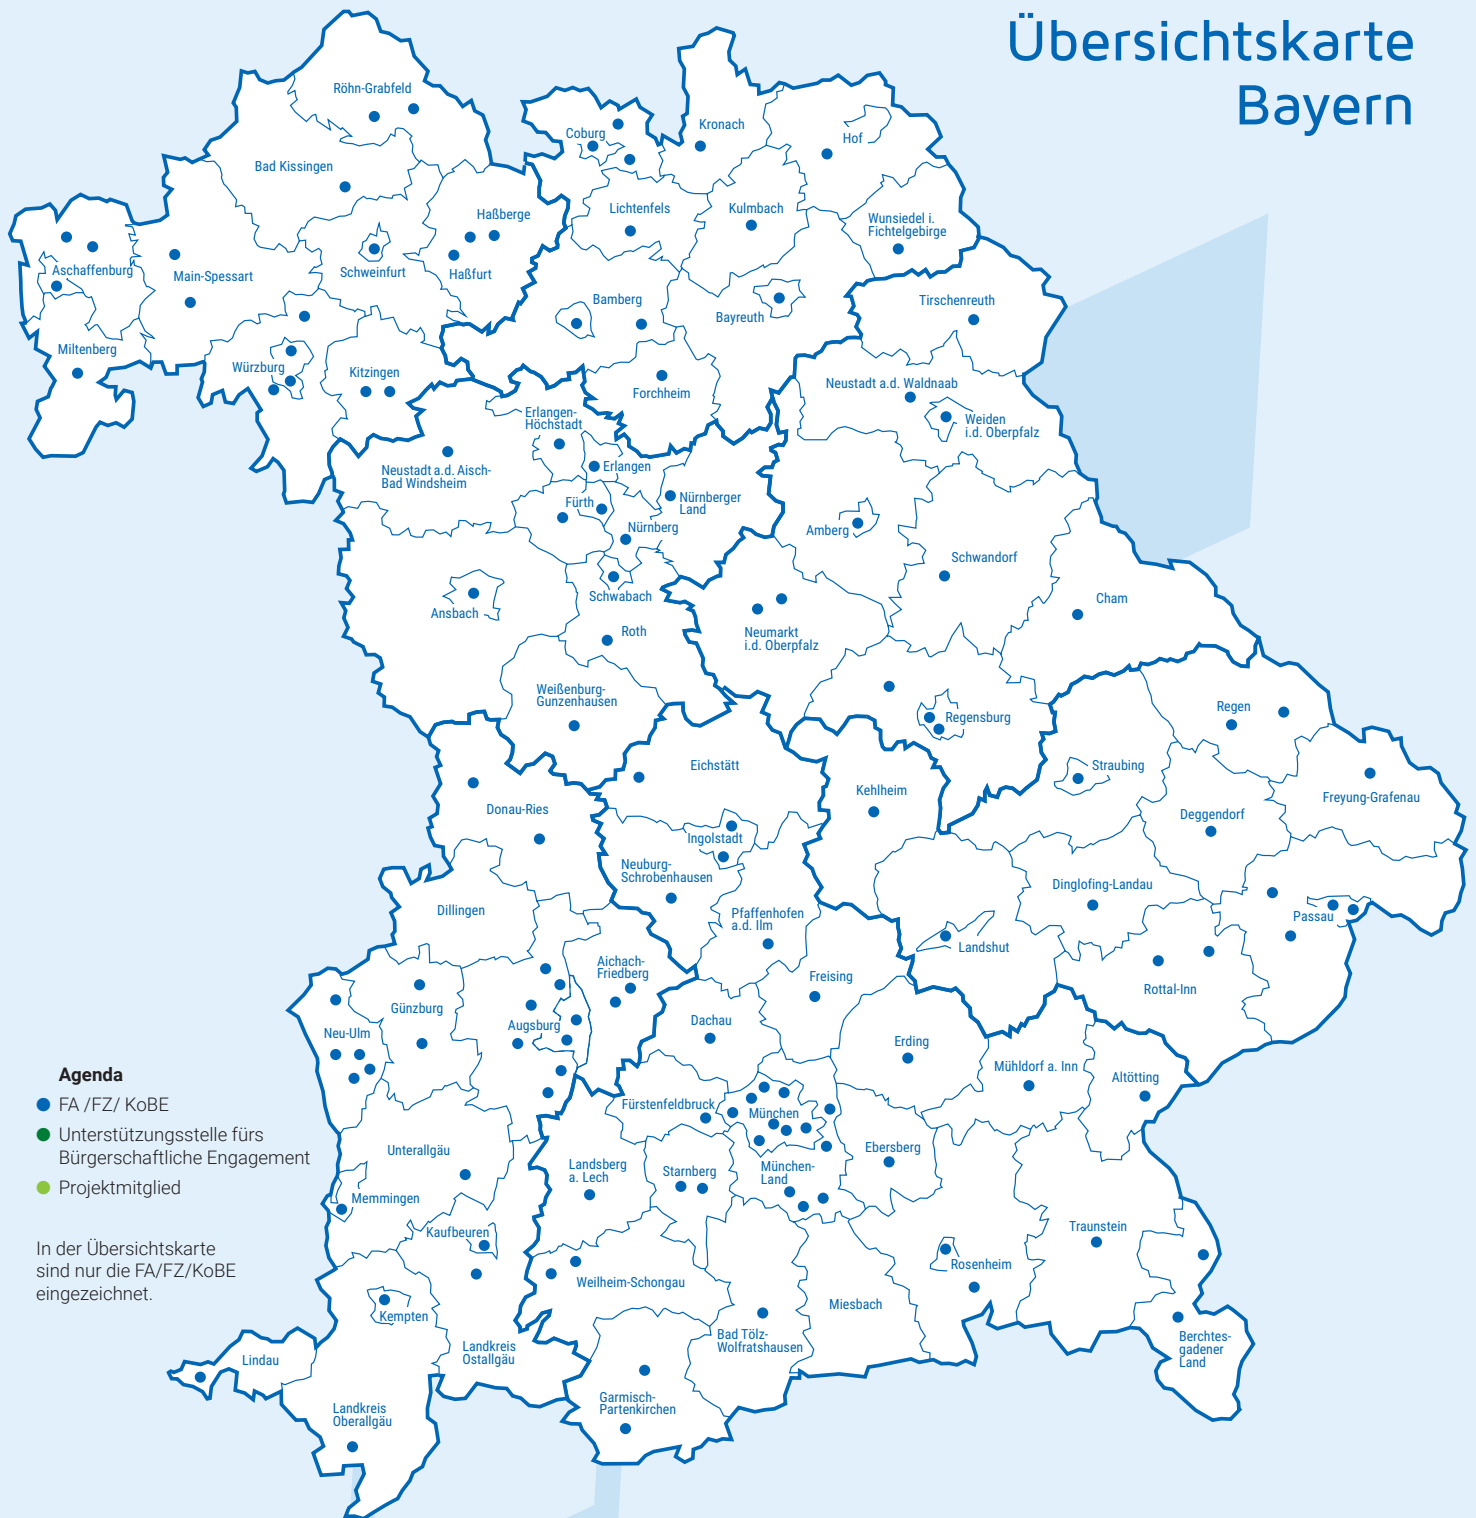 Übersichtskarte
Bayern
Röhn-Grabfeld
Coburg
Kronach
Hof
Bad Kissingen
Haßberge
Lichtenfels
Kulmbach
Wunsiedel i.
Fichtelgebirge
Aschaffenburg
Main-Spessart
Schweinfurt
Haßfurt
Bamberg
Bayreuth
Tirschenreuth
Miltenberg
Würzburg
Kitzingen
Forchheim
Neustadt a.d. Waldnaab
Weiden
i.d. Oberpfalz
Erlangen-
Höchstadt
Neustadt a.d. Aisch-
Bad Windsheim
Erlangen
Fürth
Nürnberger
Land
Nürnberg
Amberg
Schwandorf
Ansbach
Schwabach
Cham
Roth
Neumarkt
i.d. Oberpfalz
Weißenburg-
Gunzenhausen
Regensburg
Regen
Eichstätt
Straubing
Kehlheim
Freyung-Grafenau
Donau-Ries
Deggendorf
Ingolstadt
Neuburg-
Schrobenhausen
Dinglofing-Landau
Dillingen
Pfaffenhofen
a.d. Ilm
Passau
Landshut
Aichach-
Friedberg
Freising
Rottal-Inn
Günzburg
Neu-Ulm
Augsburg
Dachau
Erding
Mühldorf a. Inn
Altötting
Agenda
FA /FZ/ KoBE
Unterstützungsstelle fürs
Bürgerschaftliche Engagement
Projektmitglied
In der Übersichtskarte
sind nur die FA/FZ/KoBE
eingezeichnet.
Fürstenfeldbruck
München
Unterallgäu
Ebersberg
Landsberg
a. Lech
Starnberg
München-
Land
Memmingen
Kaufbeuren
Traunstein
Rosenheim
Weilheim-Schongau
Miesbach
Kempten
Bad Tölz-
Wolfratshausen
Berchtes-
gadener
Land
Lindau
Landkreis
Ostallgäu
Garmisch-
Partenkirchen
Landkreis
Oberallgäu